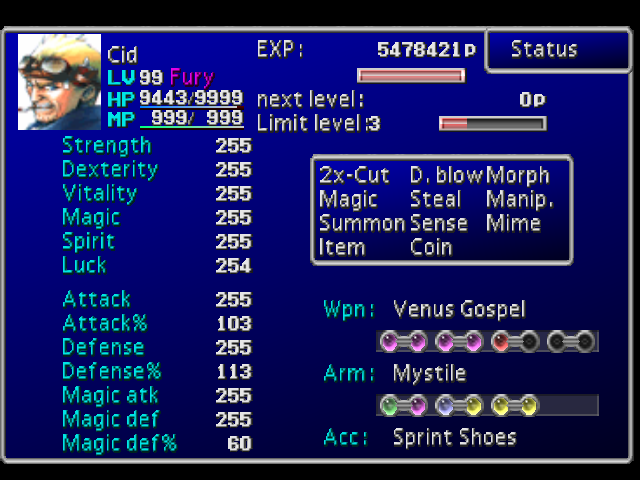 Cid
EXP: 5478421p
Status
LV 99 Fury
HP 9443/9999
next level: 0p
MP 999/ 999
Limit level:3
Strength 255
Dexterity 255
Vitality 255
Magic 255
Spirit 255
Luck 254
2x-Cut D. blow Morph
Magic Steal Manip.
Summon Sense Mime
Item Coin
Attack 255
Attack% 103
Defense 255
Defense% 113
Magic atk 255
Magic def 255
Magic def% 60
Wpn: Venus Gospel
Arm: Mystile
Acc: Sprint Shoes